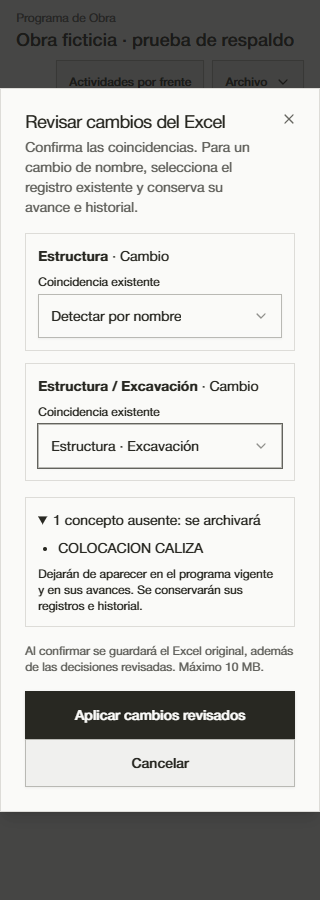 Programa de Obra
Obra ficticia · prueba de respaldo
Actividades por frente
Archivo
Revisar cambios del Excel
Confirma las coincidencias. Para un
cambio de nombre, selecciona el
registro existente y conserva su
avance e historial.
Estructura · Cambio
Coincidencia existente
Detectar por nombre
Estructura / Excavación · Cambio
Coincidencia existente
Estructura · Excavación
▼ 1 concepto ausente: se archivará
• COLOCACION CALIZA
Dejarán de aparecer en el programa vigente
y en sus avances. Se conservarán sus
registros e historial.
Al confirmar se guardará el Excel original, además
de las decisiones revisadas. Máximo 10 MB.
Aplicar cambios revisados
Cancelar